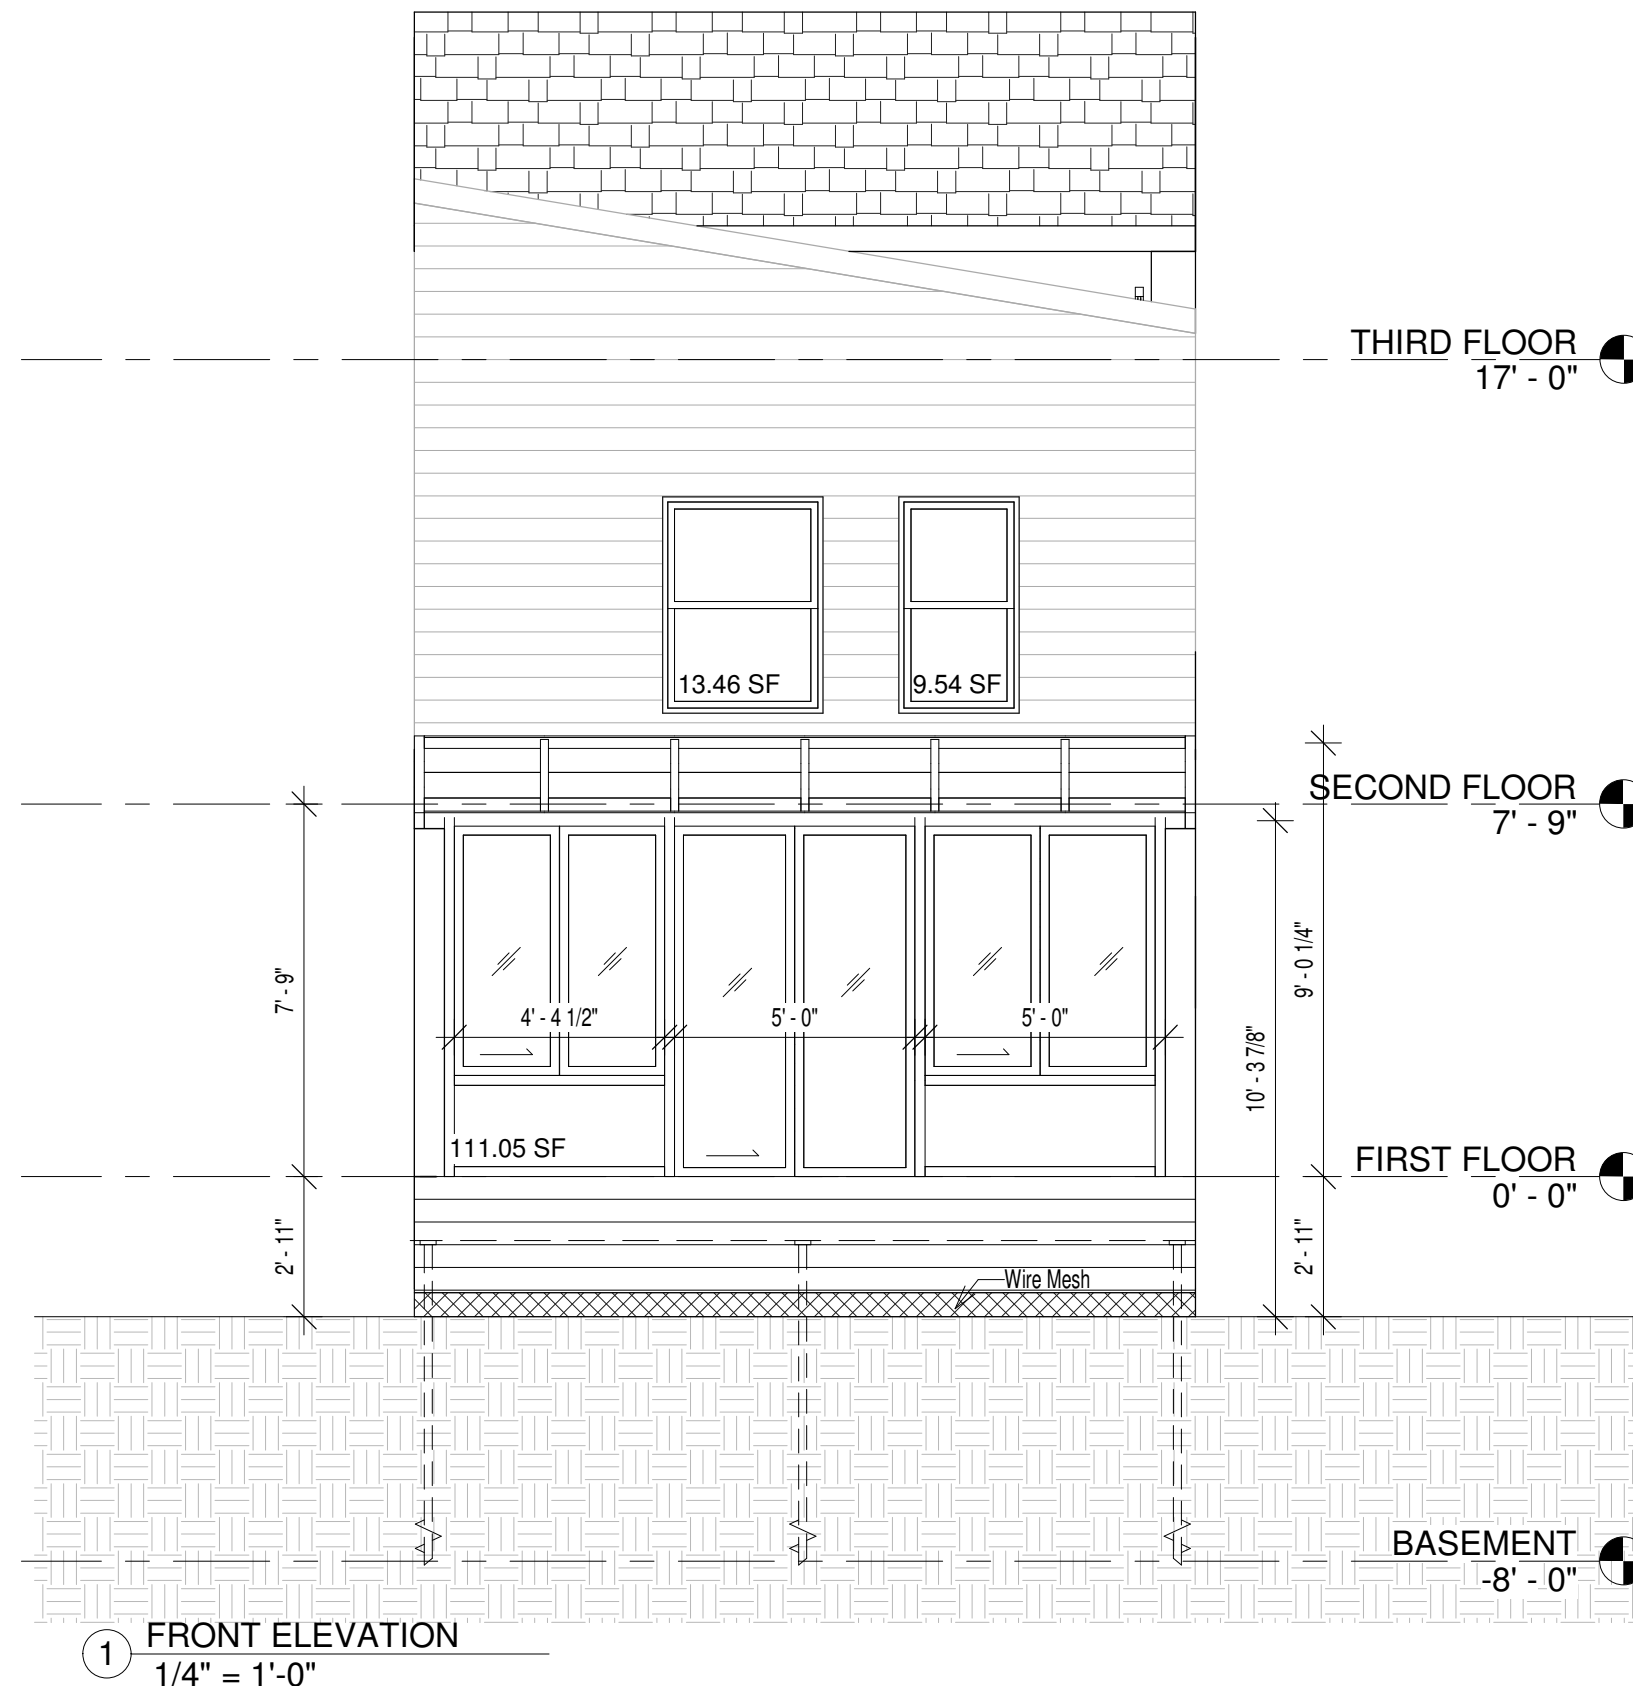 THIRD FLOOR
17' - 0"
13.46 SF
9.54 SF
SECOND FLOOR
7' - 9"
7' - 9"
9' - 0 1/4"
4' - 4 1/2"
5' - 0"
5' - 0"
10' - 3 7/8"
111.05 SF
FIRST FLOOR
0' - 0"
2' - 11"
2' - 11"
Wire Mesh
BASEMENT
-8' - 0"
1
FRONT ELEVATION
1/4" = 1'-0"